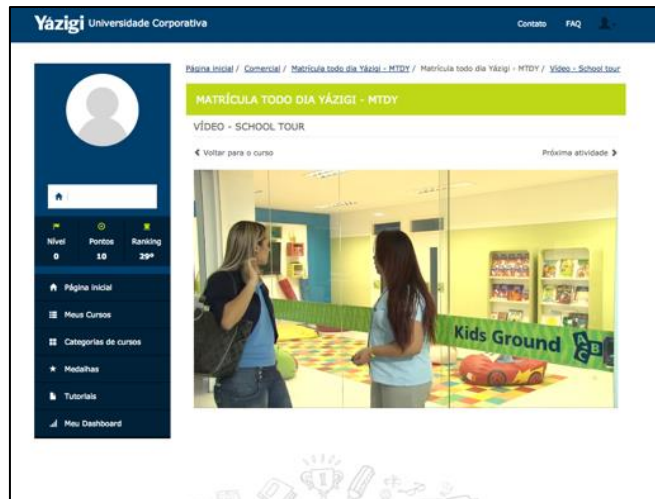 Yázigi Universidade Corporativa
Contato FAQ
Página inicial / Comercial / Matrícula todo dia Yázigi - MTDY / Matrícula todo dia Yázigi - MTDY / Vídeo - School tour
MATRÍCULA TODO DIA YÁZIGI - MTDY
VÍDEO - SCHOOL TOUR
Voltar para o curso Próxima atividade
Nível Pontos Ranking
0 10 29º
Página inicial
Meus Cursos
Categorias de cursos
Medalhas
Tutoriais
Meu Dashboard
Kids Ground
A B C
1